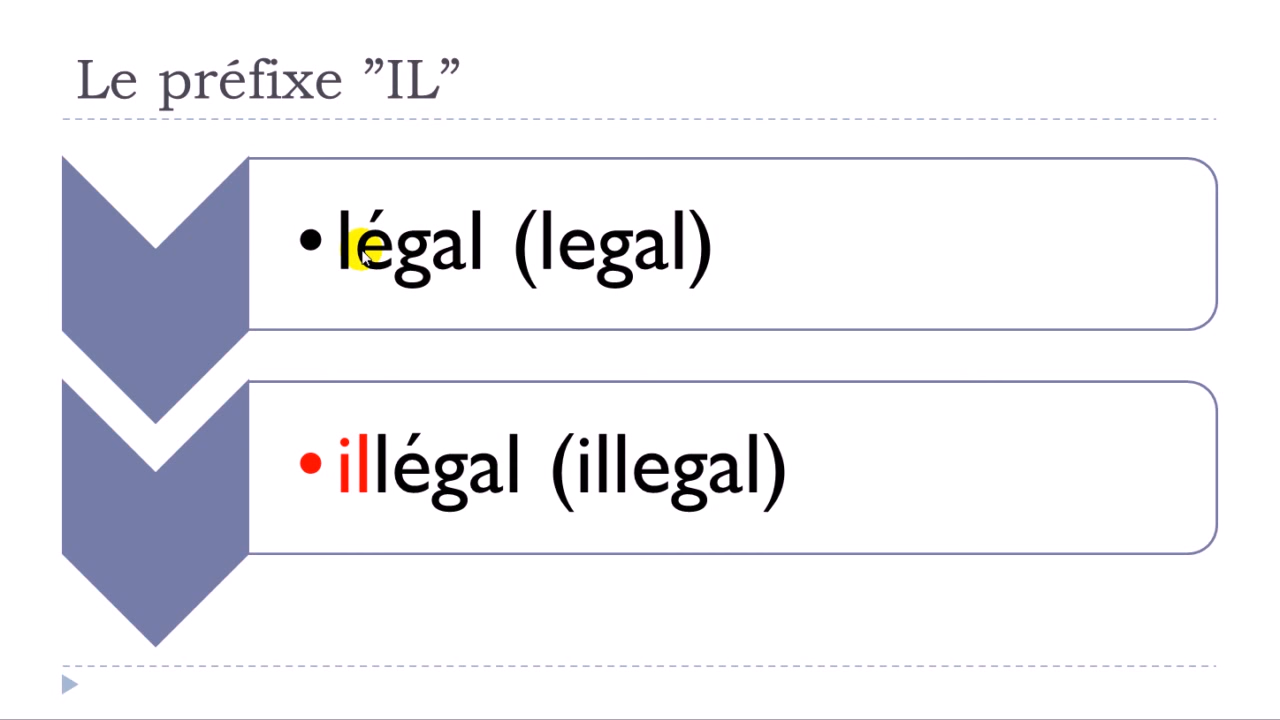 Le préfixe ”IL”
• légal (legal)
• illégal (illegal)